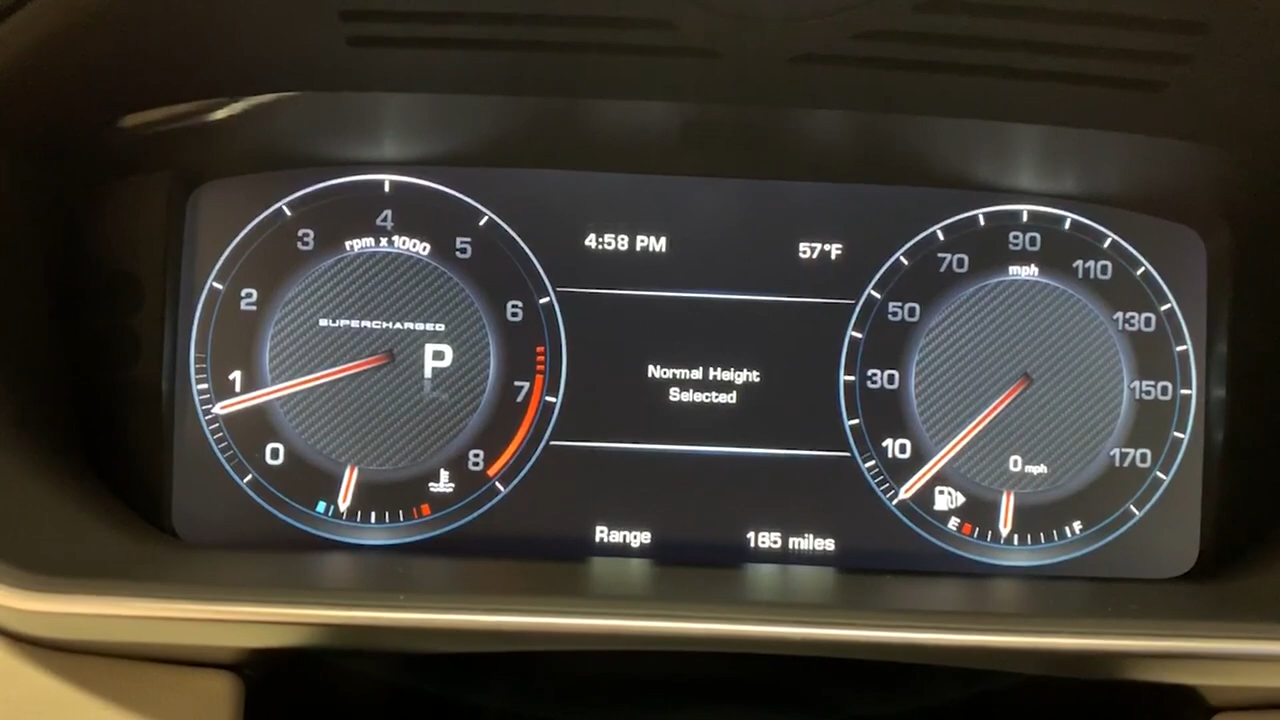 4
3
rpm x 1000
5
2
6
SUPERCHARGED
P
1
7
0
8
4:58 PM
57°F
Normal Height
Selected
Range
165 miles
90
70
mph
110
50
130
30
150
10
170
0 mph
E
F